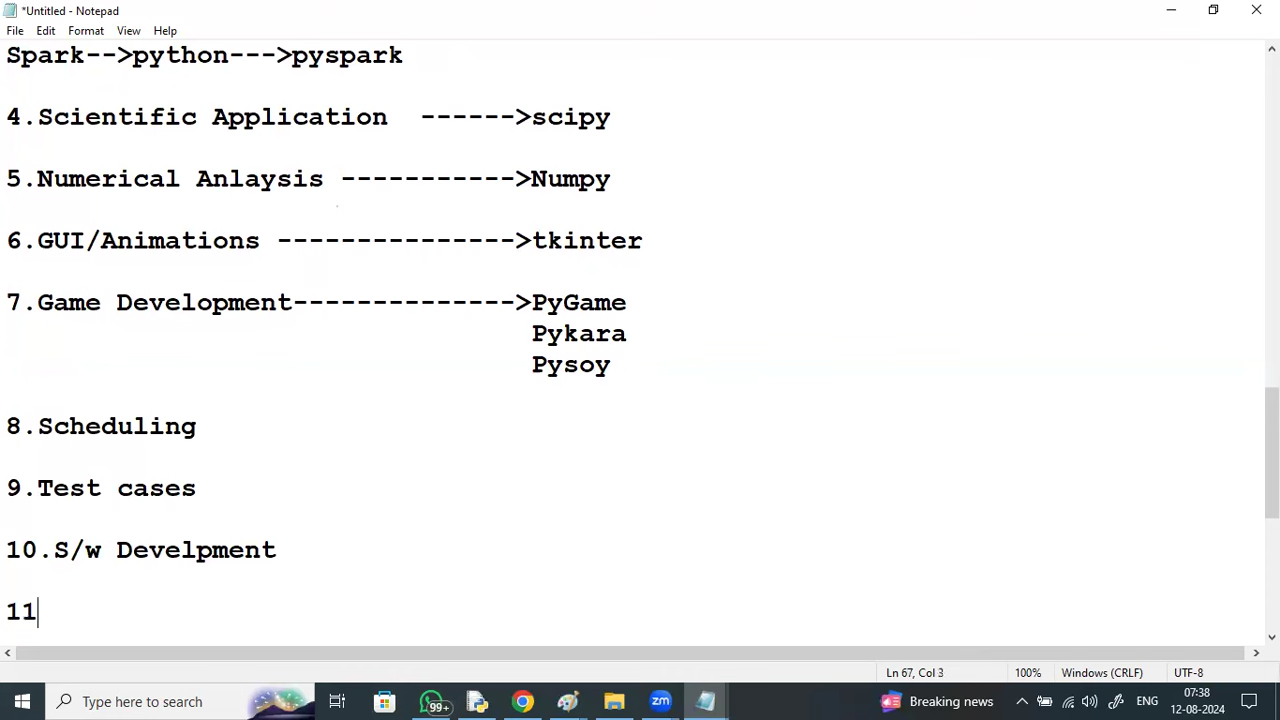 *Untitled - Notepad
File Edit Format View Help
Spark-->python--->pyspark
4.Scientific Application ------>scipy
5.Numerical Anlaysis ----------->Numpy
6.GUI/Animations --------------->tkinter
7.Game Development-------------->PyGame
Pykara
Pysoy
8.Scheduling
9.Test cases
10.S/w Develpment
11
Ln 67, Col 3 100% Windows (CRLF) UTF-8
Type here to search 99+ zm Breaking news ENG 07:38
12-08-2024